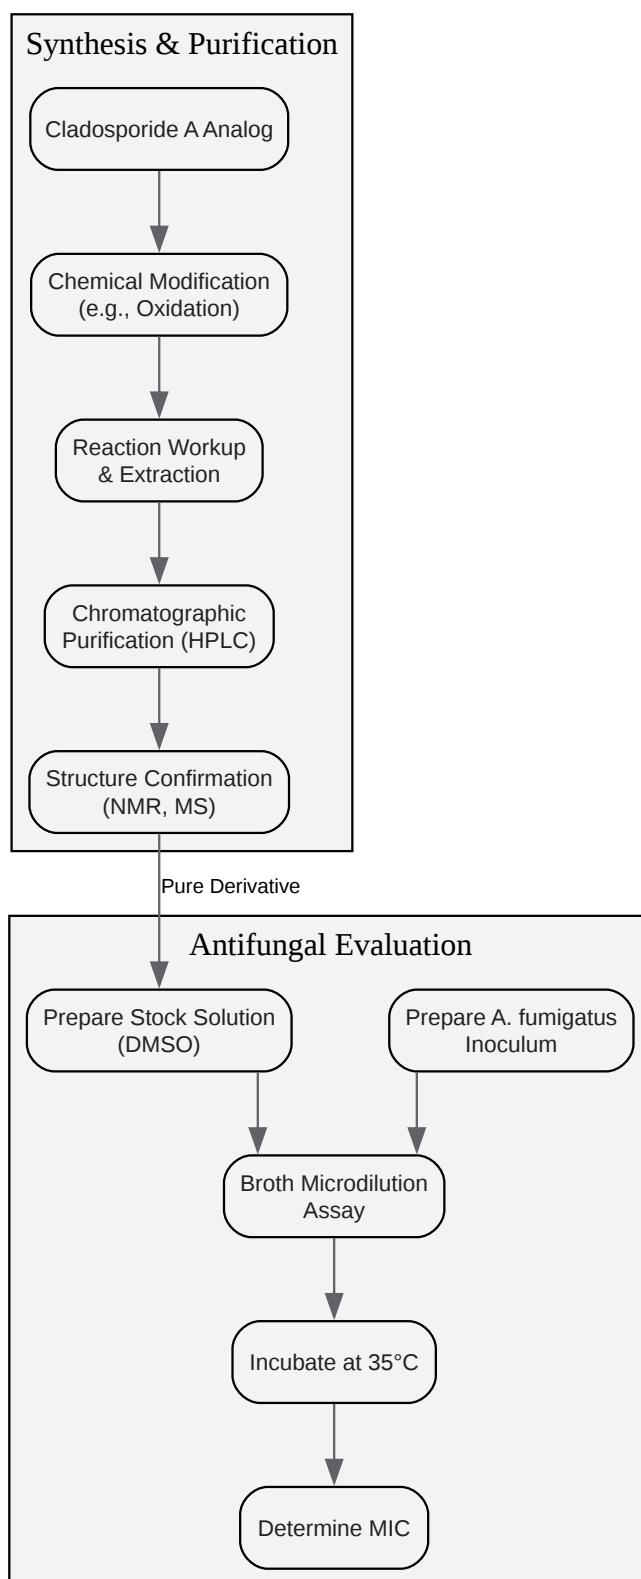 Synthesis & Purification
Cladosporide A Analog
Chemical Modification
(e.g., Oxidation)
Reaction Workup
& Extraction
Chromatographic
Purification (HPLC)
Structure Confirmation
(NMR, MS)
Pure Derivative
Antifungal Evaluation
Prepare Stock Solution
(DMSO)
Prepare A. fumigatus
Inoculum
Broth Microdilution
Assay
Incubate at 35°C
Determine MIC